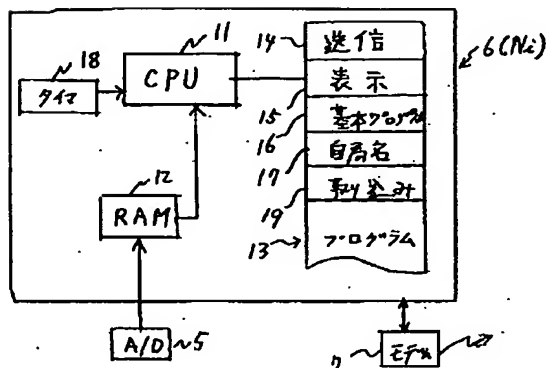 11
18
14
送信
6(Ni)
タイマ
CPU
15
表示
16
基本プログラム
17
自局名
12
19
取り込み
RAM
13
プログラム
A/D
5
7
モデム